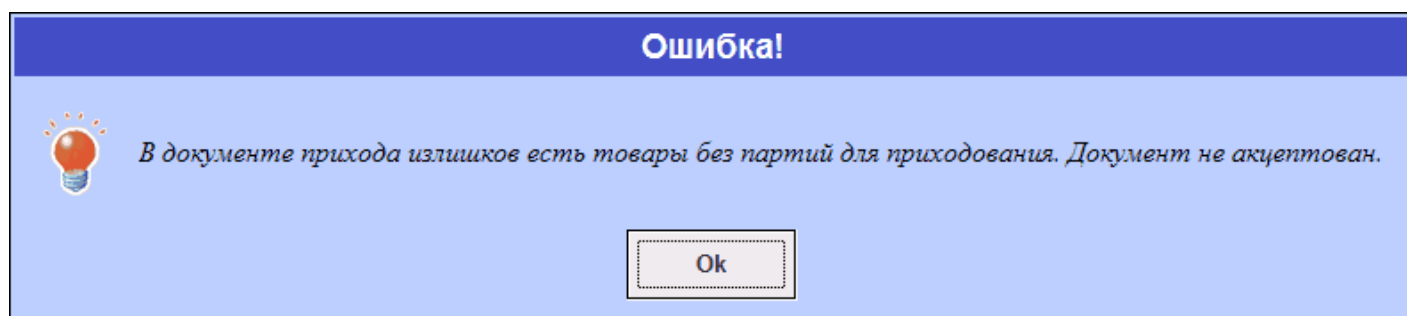 Ошибка!
В документе прихода излишков есть товары без партий для приходования. Документ не акцептован.
Ok